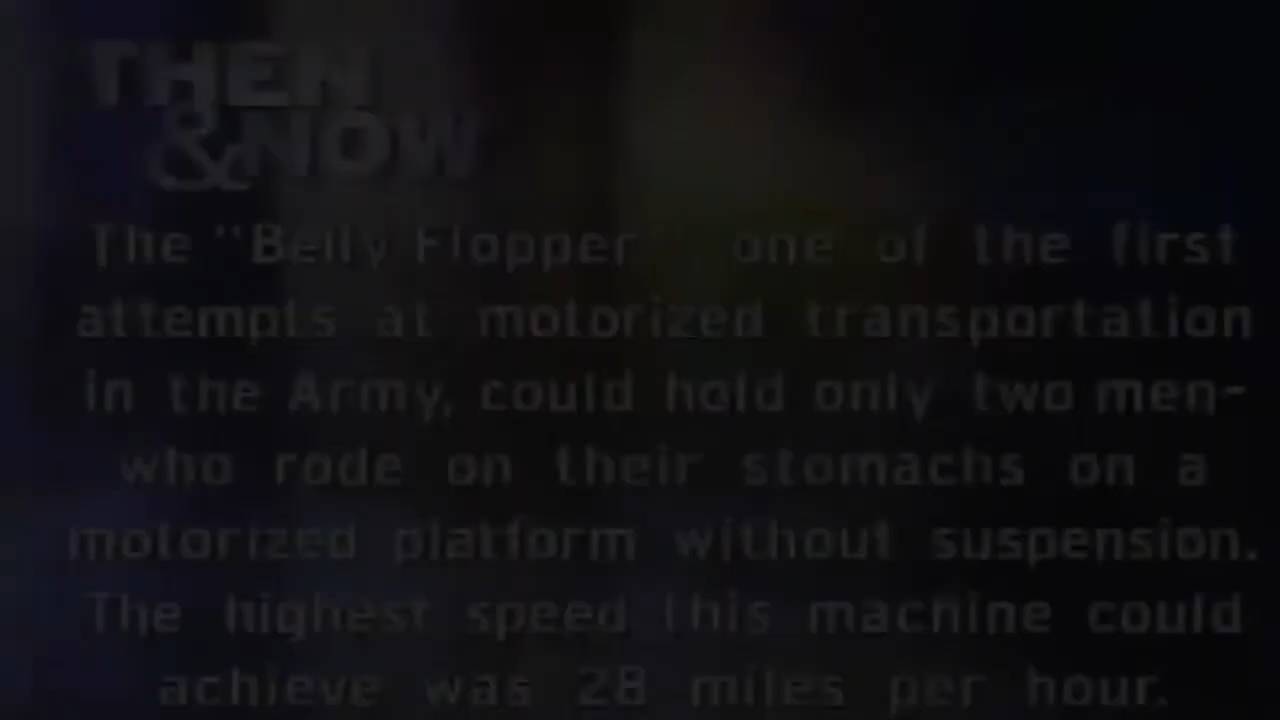 THEN
& NOW
The "Belly Flopper" one of the first
attempts at motorized transportation
in the Army, could hold only two men-
who rode on their stomachs on a
motorized platform without suspension.
The highest speed this machine could
achieve was 28 miles per hour.